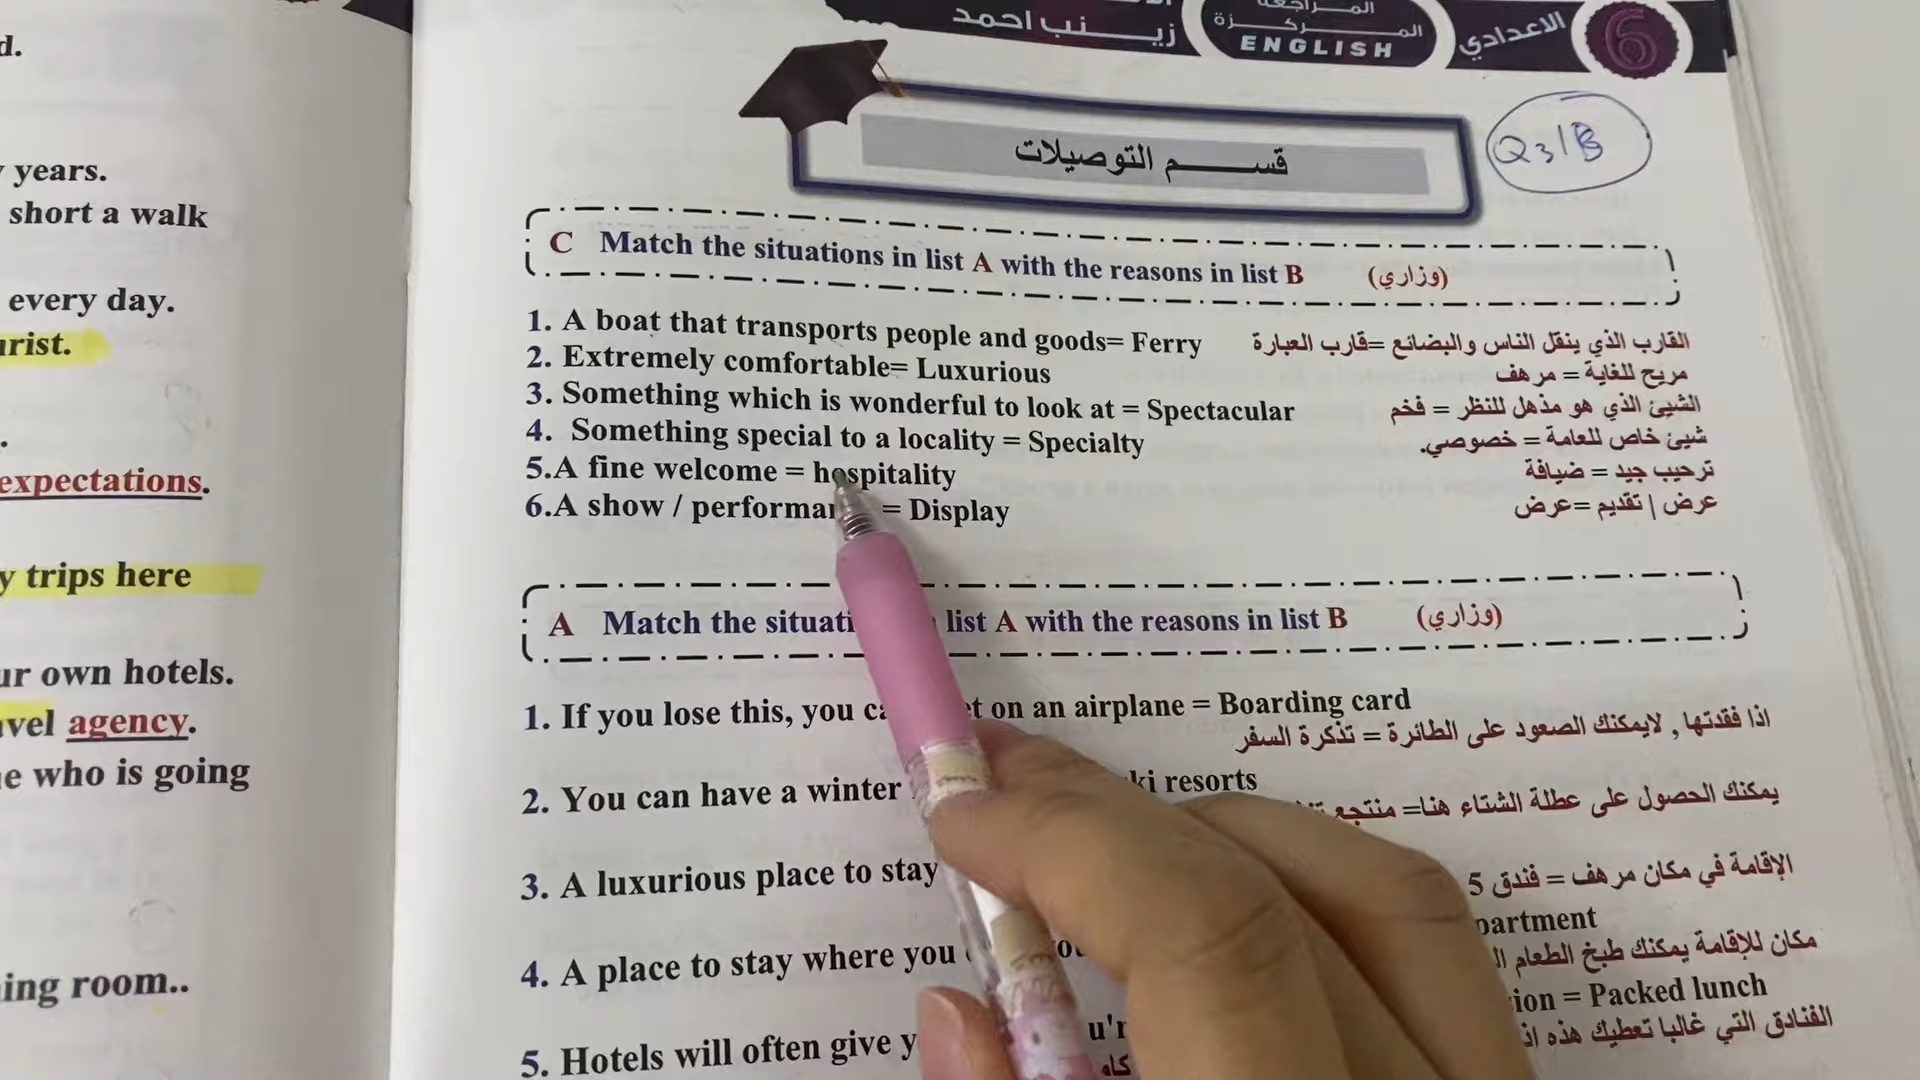 d.
years.
short a walk
every day.
urist.
expectations.
y trips here
ur own hotels.
avel agency.
e who is going
ing room..
زيـــنب احمد
المـــراجعة
المـــركـــزة
ENGLISH
الاعدادي
6
قســـــم التوصيلات
Q3/B
C Match the situations in list A with the reasons in list B (وزاري)
1. A boat that transports people and goods= Ferry القارب الذي ينقل الناس والبضائع =قارب العبارة
2. Extremely comfortable= Luxurious مريح للغاية = مرهف
3. Something which is wonderful to look at = Spectacular الشيئ الذي هو مذهل للنظر = فخم
4. Something special to a locality = Specialty شيئ خاص للعامة = خصوصي.
5.A fine welcome = hospitality ترحيب جيد = ضيافة
6.A show / performan = Display عرض | تقديم =عرض
A Match the situati list A with the reasons in list B (وزاري)
1. If you lose this, you ca t on an airplane = Boarding card
اذا فقدتها , لايمكنك الصعود على الطائرة = تذكرة السفر
2. You can have a winter ki resorts
يمكنك الحصول على عطلة الشتاء هنا= منتجع
3. A luxurious place to stay
الإقامة في مكان مرهف = فندق 5
4. A place to stay where you partment
مكان للإقامة يمكنك طبخ الطعام
ion = Packed lunch
5. Hotels will often give y u'r
الفنادق التي غالبا تعطيك هذه